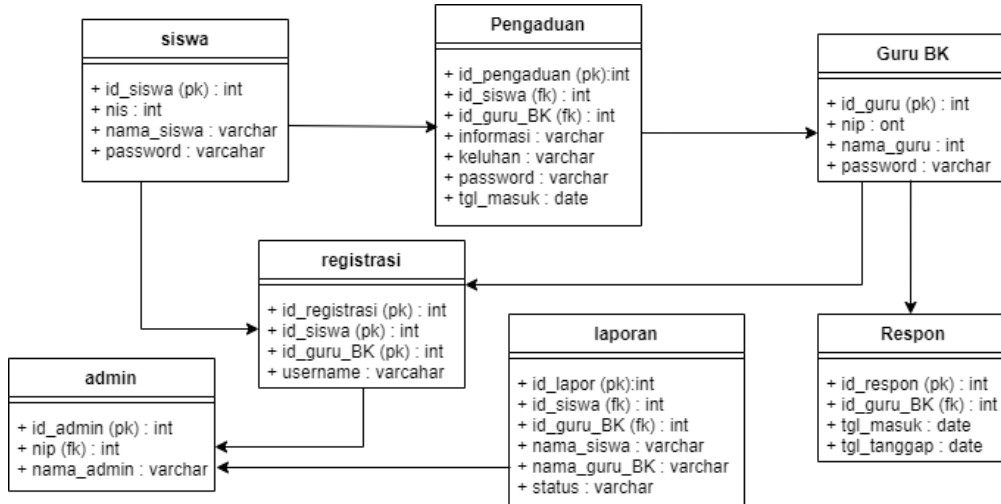 siswa
+ id_siswa (pk) : int
+ nis : int
+ nama_siswa : varchar
+ password : varcahar
Pengaduan
+ id_pengaduan (pk):int
+ id_siswa (fk) : int
+ id_guru_BK (fk) : int
+ informasi : varchar
+ keluhan : varchar
+ password : varchar
+ tgl_masuk : date
Guru BK
+ id_guru (pk) : int
+ nip : ont
+ nama_guru : int
+ password : varchar
registrasi
+ id_registrasi (pk) : int
+ id_siswa (pk) : int
+ id_guru_BK (pk) : int
+ username : varcahar
laporan
+ id_lapor (pk):int
+ id_siswa (fk) : int
+ id_guru_BK (fk) : int
+ nama_siswa : varchar
+ nama_guru_BK : varchar
+ status : varchar
Respon
+ id_respon (pk) : int
+ id_guru_BK (fk) : int
+ tgl_masuk : date
+ tgl_tanggap : date
admin
+ id_admin (pk) : int
+ nip (fk) : int
+ nama_admin : varchar